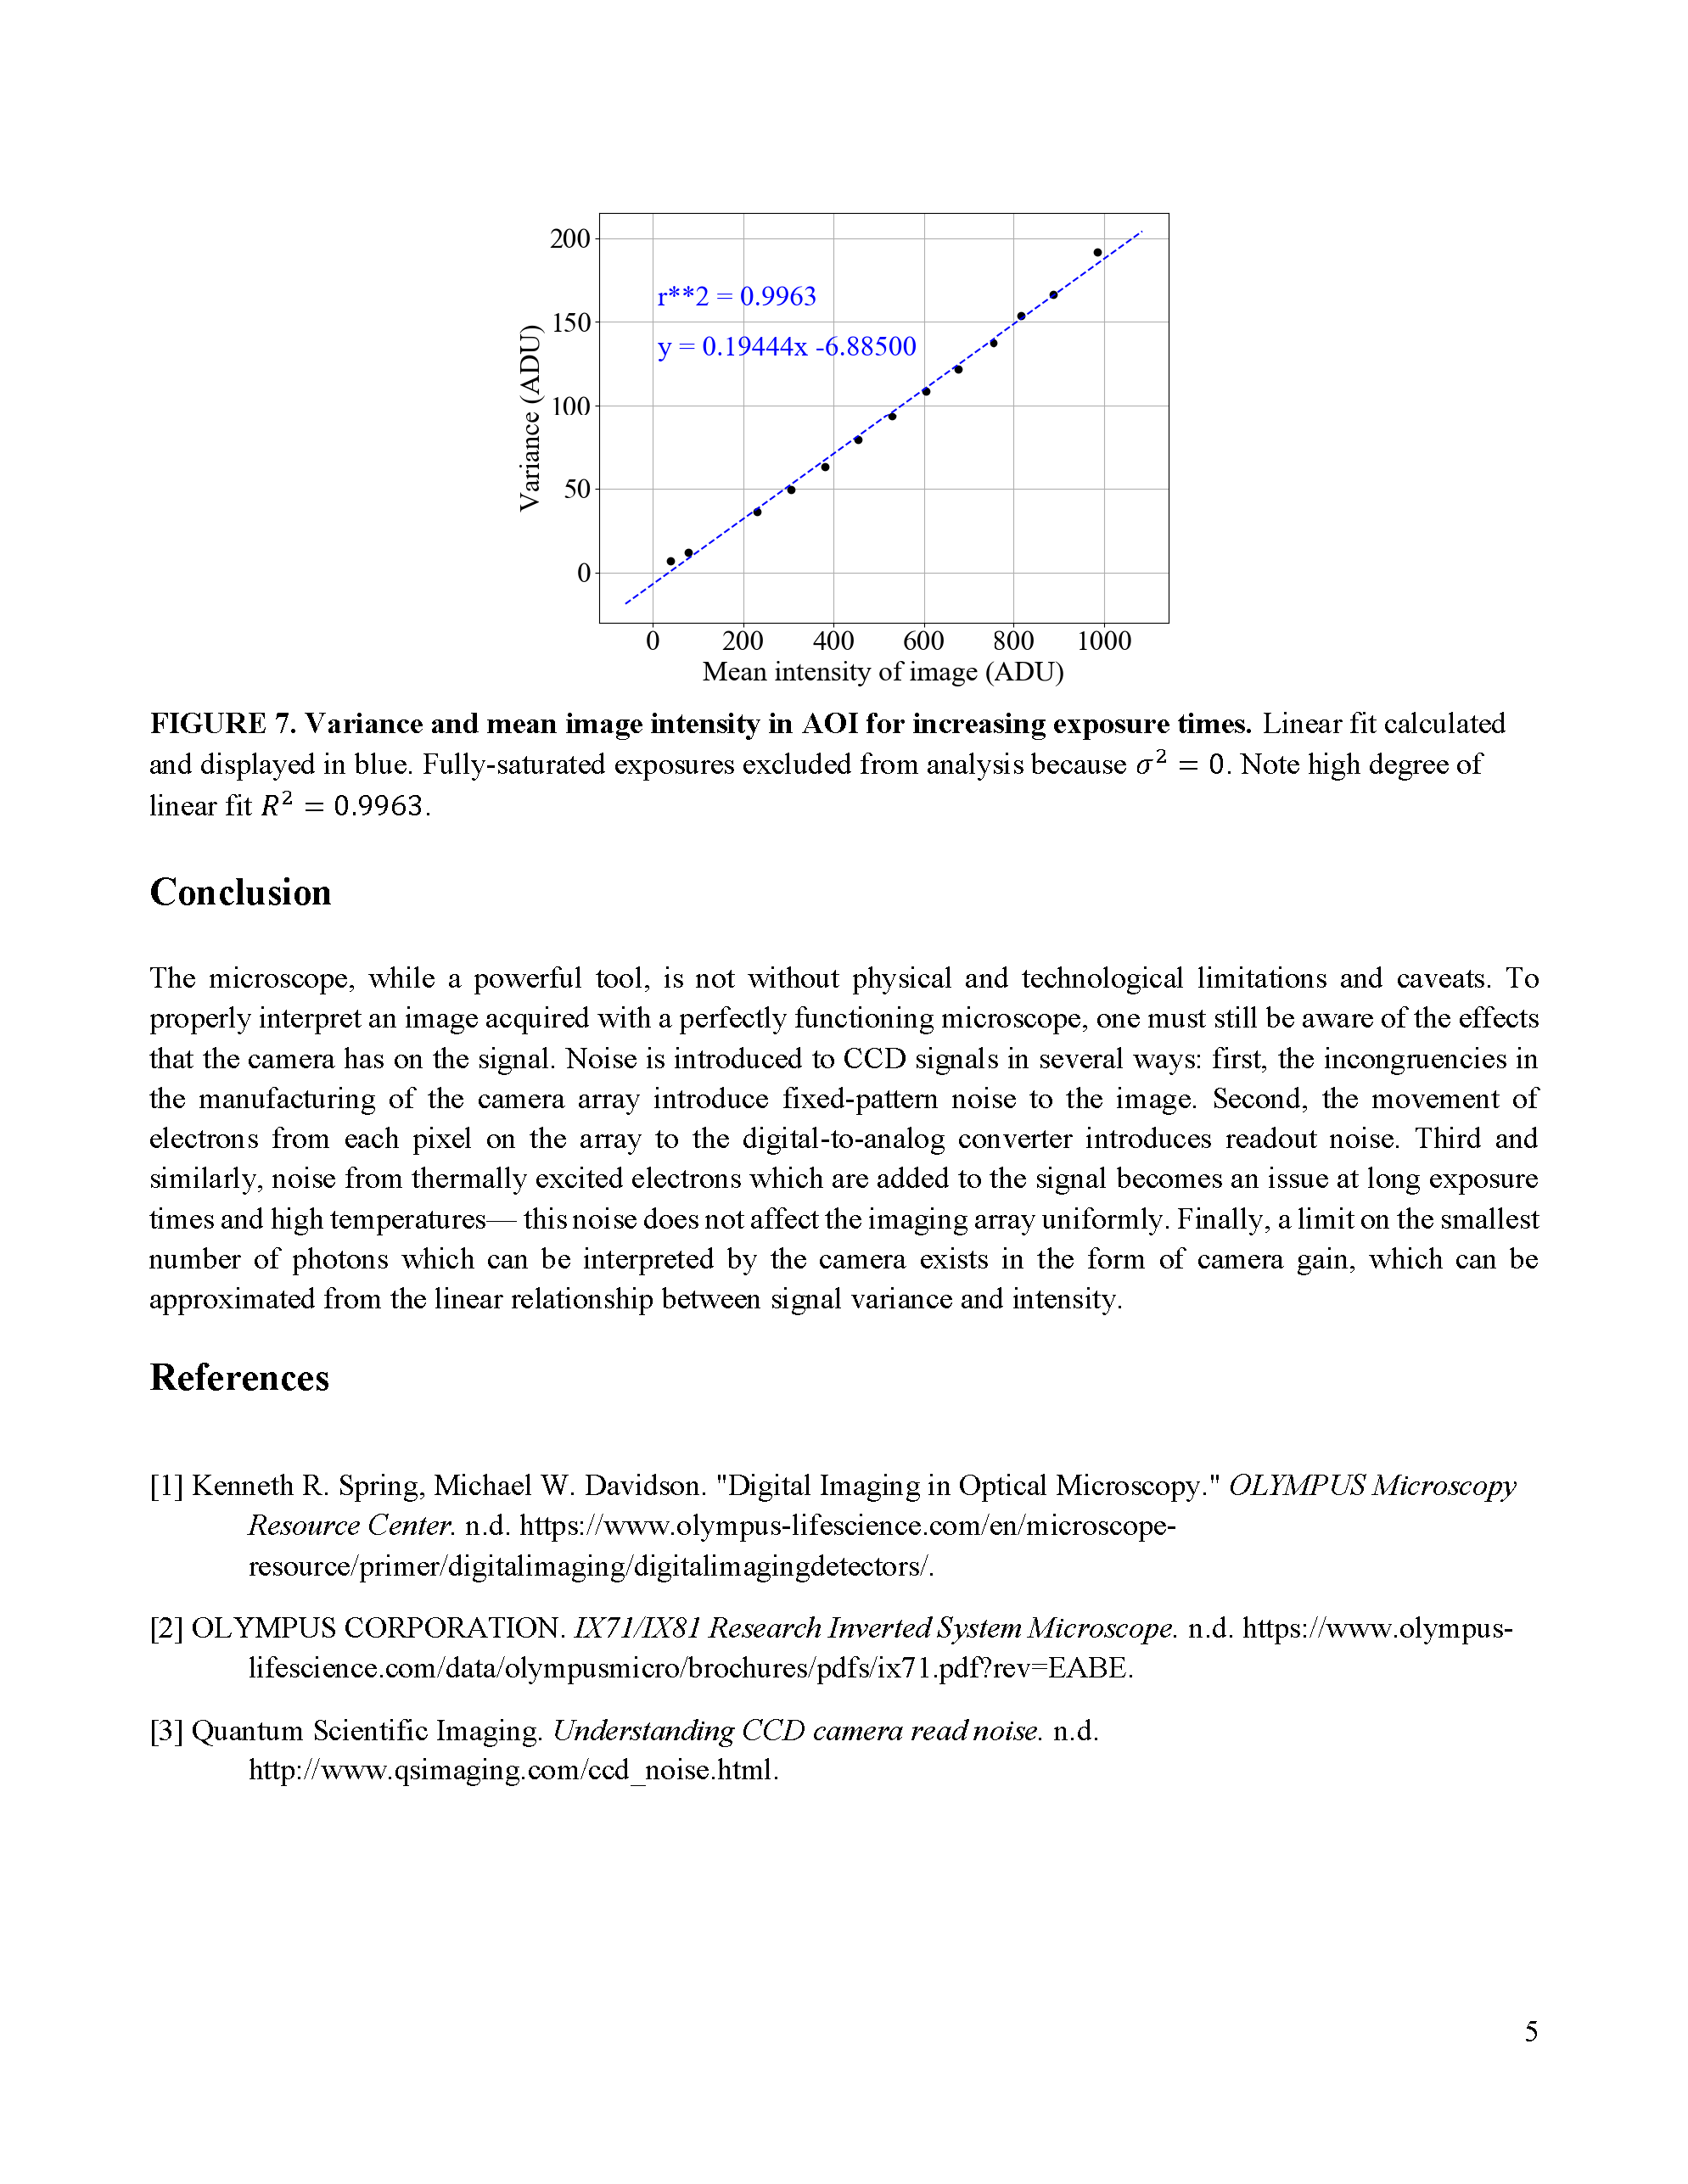 200
150
100
50
0
Variance (ADU)
r**2 = 0.9963
y = 0.19444x -6.88500
0 200 400 600 800 1000
Mean intensity of image (ADU)
FIGURE 7. Variance and mean image intensity in AOI for increasing exposure times. Linear fit calculated
and displayed in blue. Fully-saturated exposures excluded from analysis because σ² = 0. Note high degree of
linear fit R² = 0.9963.
Conclusion
The microscope, while a powerful tool, is not without physical and technological limitations and caveats. To
properly interpret an image acquired with a perfectly functioning microscope, one must still be aware of the effects
that the camera has on the signal. Noise is introduced to CCD signals in several ways: first, the incongruencies in
the manufacturing of the camera array introduce fixed-pattern noise to the image. Second, the movement of
electrons from each pixel on the array to the digital-to-analog converter introduces readout noise. Third and
similarly, noise from thermally excited electrons which are added to the signal becomes an issue at long exposure
times and high temperatures— this noise does not affect the imaging array uniformly. Finally, a limit on the smallest
number of photons which can be interpreted by the camera exists in the form of camera gain, which can be
approximated from the linear relationship between signal variance and intensity.
References
[1] Kenneth R. Spring, Michael W. Davidson. "Digital Imaging in Optical Microscopy." OLYMPUS Microscopy
Resource Center. n.d. https://www.olympus-lifescience.com/en/microscope-
resource/primer/digitalimaging/digitalimagingdetectors/.
[2] OLYMPUS CORPORATION. IX71/IX81 Research Inverted System Microscope. n.d. https://www.olympus-
lifescience.com/data/olympusmicro/brochures/pdfs/ix71.pdf?rev=EABE.
[3] Quantum Scientific Imaging. Understanding CCD camera read noise. n.d.
http://www.qsimaging.com/ccd_noise.html.
5